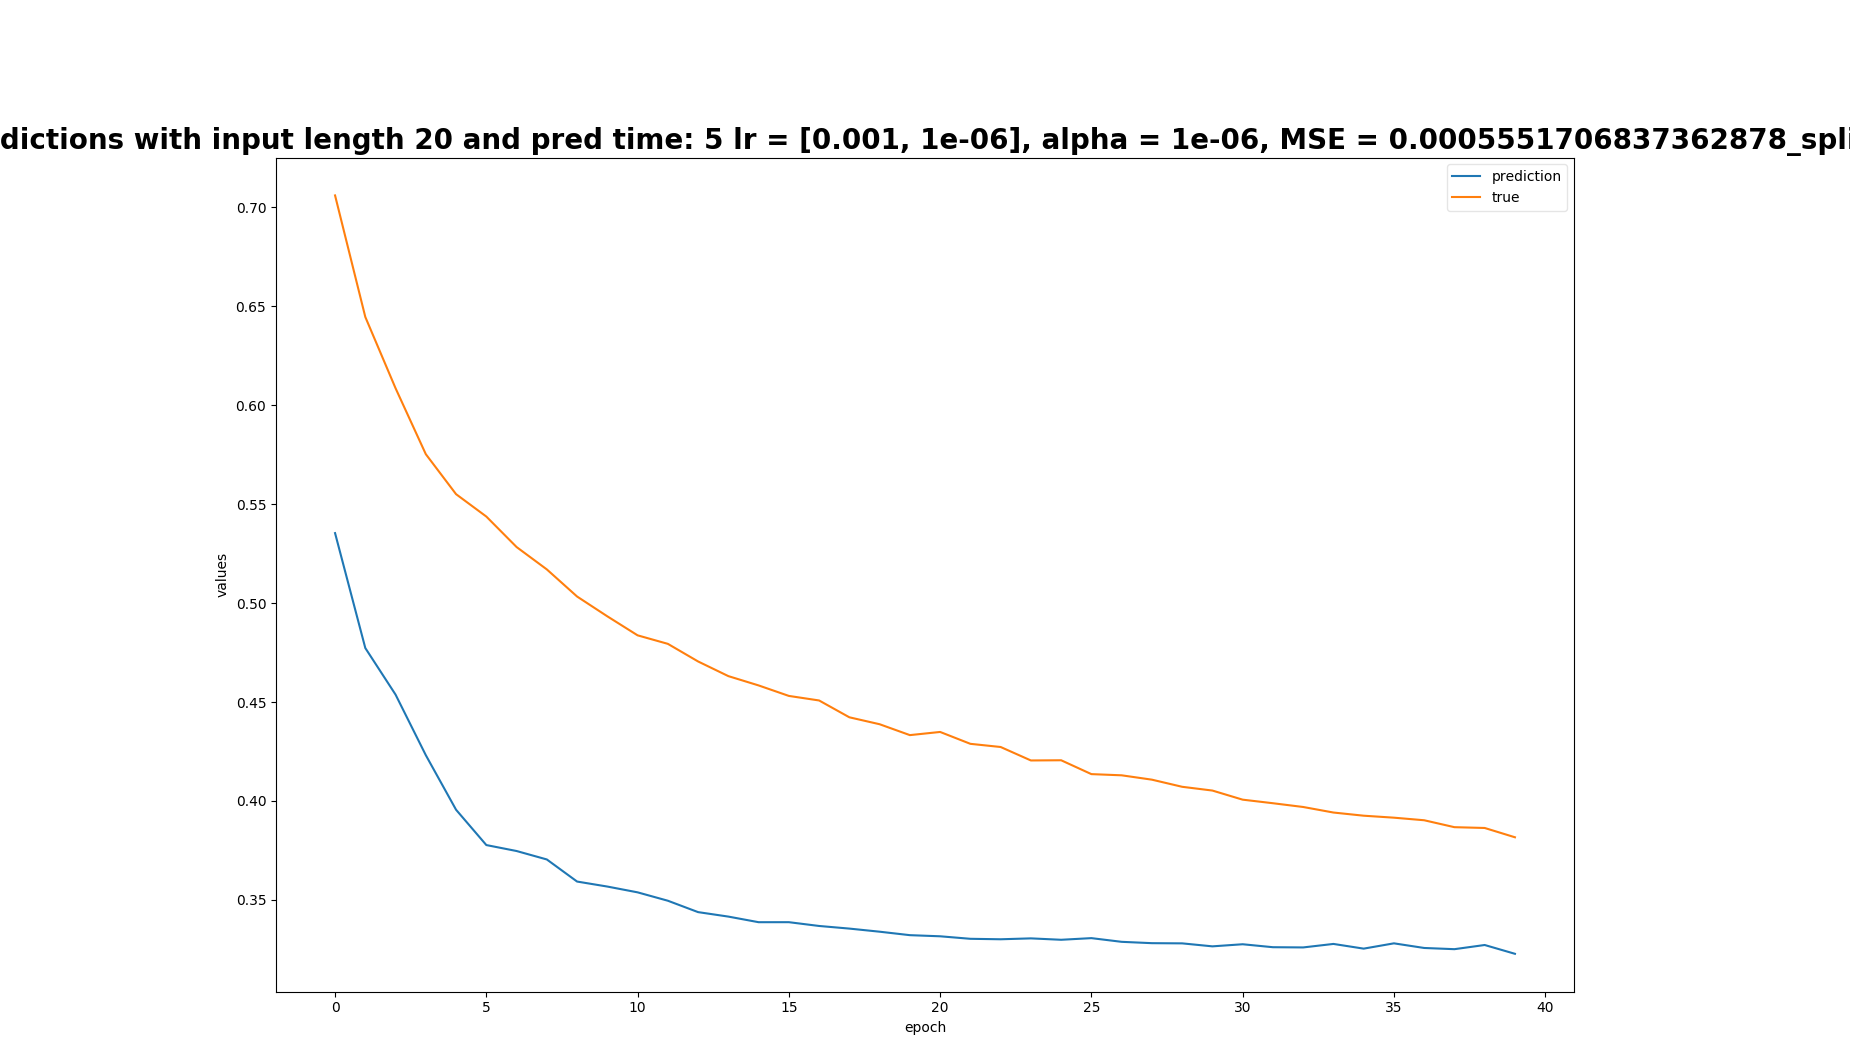 dictions with input length 20 and pred time: 5 lr = [0.001, 1e-06], alpha = 1e-06, MSE = 0.0005551706837362878_spli
prediction
true
0.70
0.65
0.60
0.55
0.50
0.45
0.40
0.35
values
0 5 10 15 20 25 30 35 40
epoch